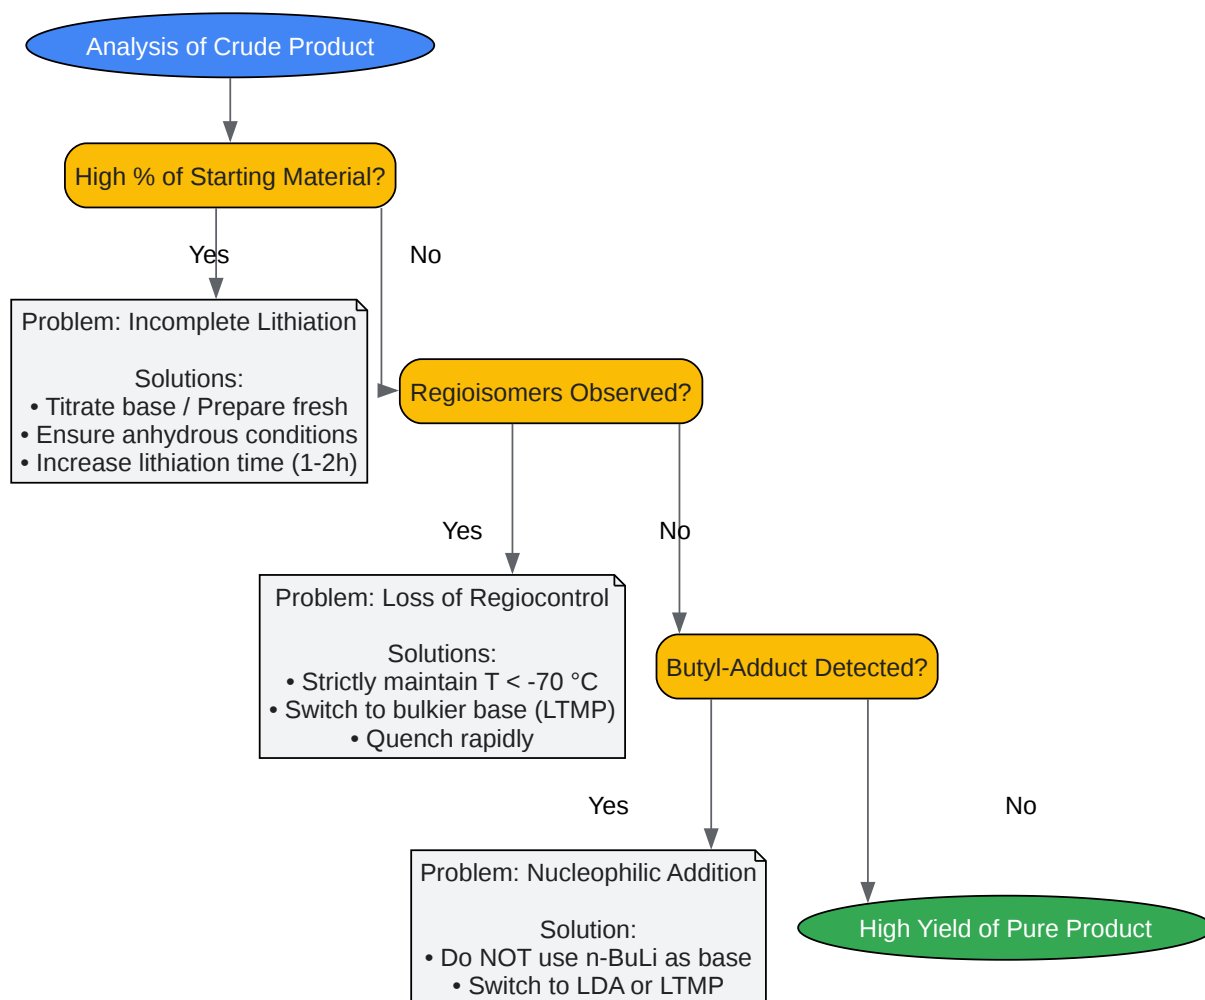 Analysis of Crude Product
High % of Starting Material?
Yes
No
Problem: Incomplete Lithiation
Solutions:
• Titrate base / Prepare fresh
• Ensure anhydrous conditions
• Increase lithiation time (1-2h)
Regioisomers Observed?
Yes
No
Problem: Loss of Regiocontrol
Solutions:
• Strictly maintain T < -70 °C
• Switch to bulkier base (LTMP)
• Quench rapidly
Butyl-Adduct Detected?
Yes
No
Problem: Nucleophilic Addition
Solution:
• Do NOT use n-BuLi as base
• Switch to LDA or LTMP
High Yield of Pure Product